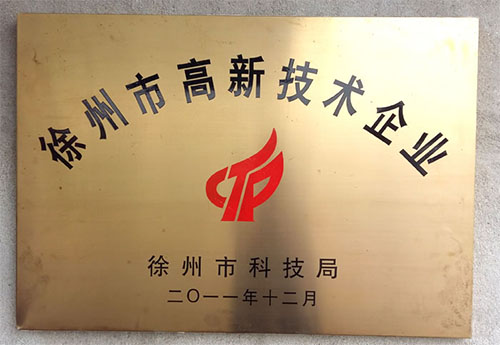 徐州市高新技术企业
徐州市科技局
二〇一一年十二月